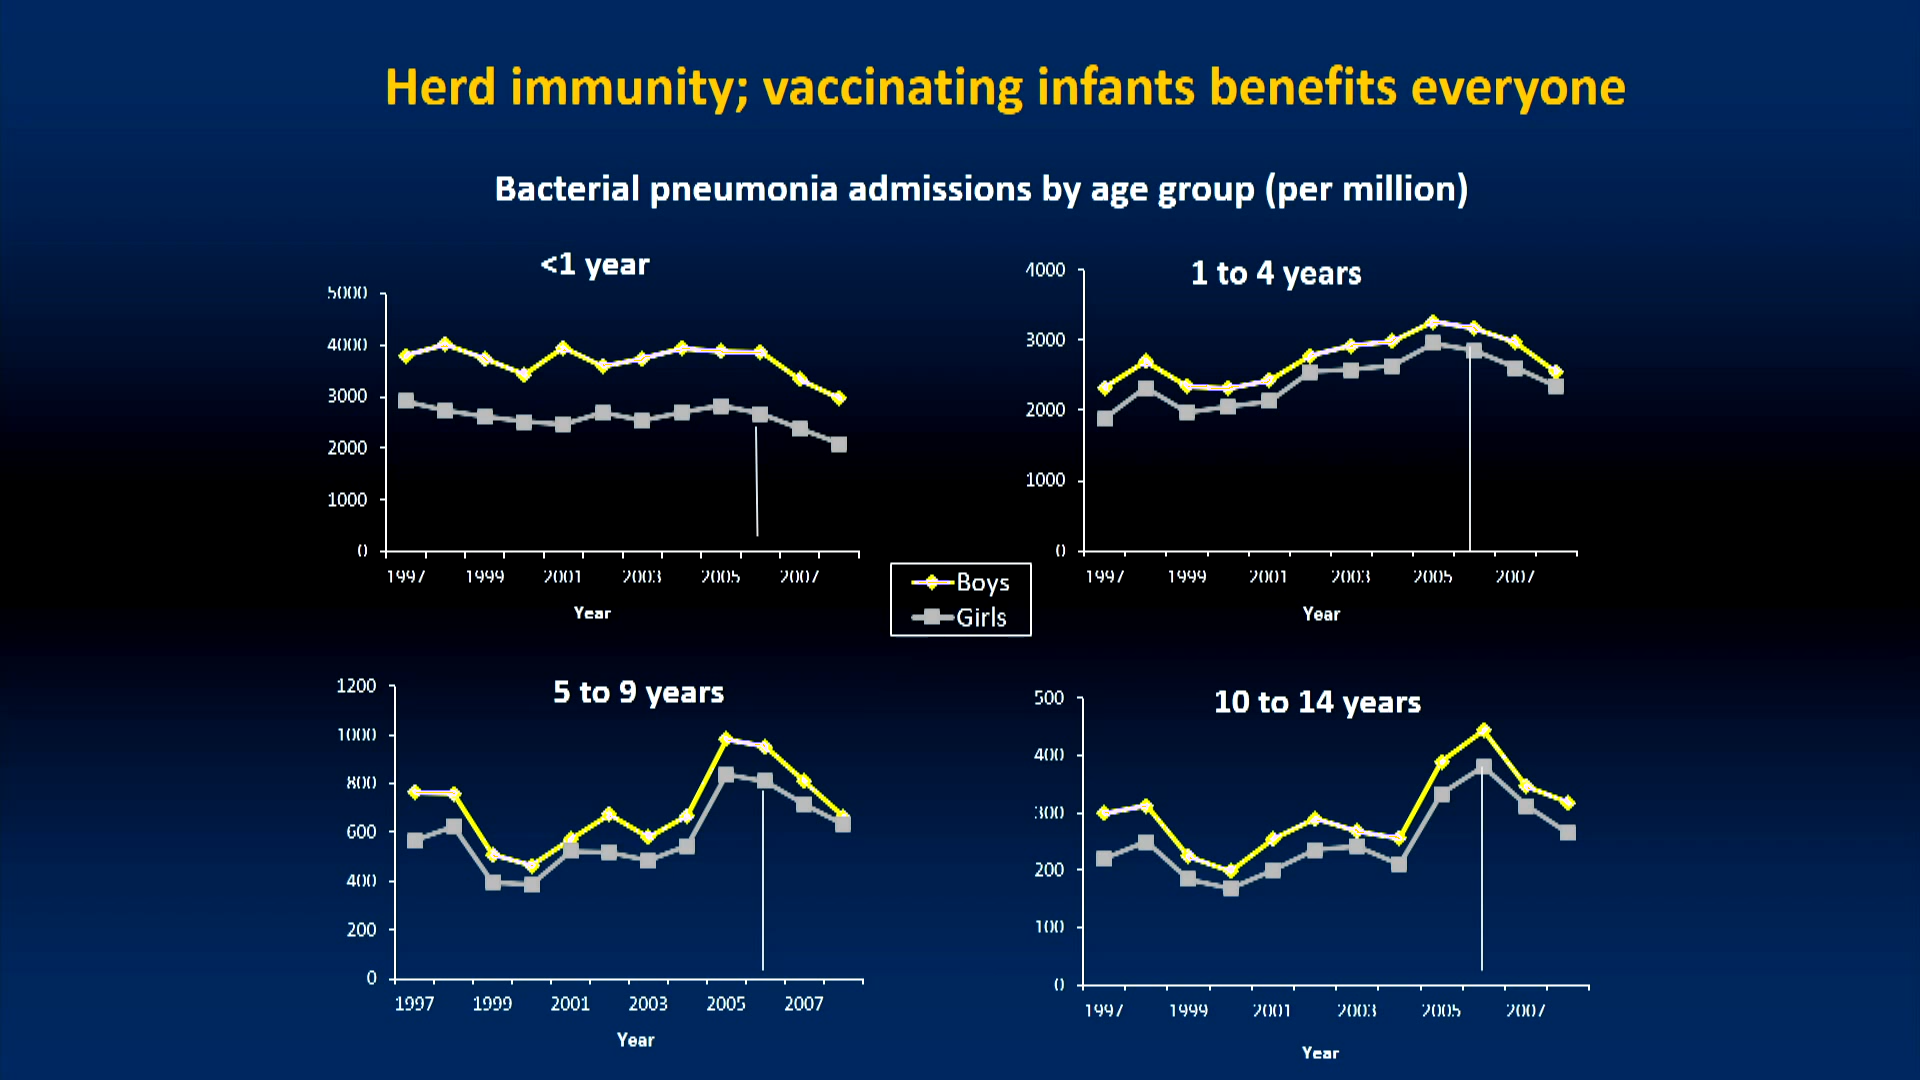 Herd immunity; vaccinating infants benefits everyone
Bacterial pneumonia admissions by age group (per million)
<1 year
5000
4000
3000
2000
1000
0
1997 1999 2001 2003 2005 2007
Year
1 to 4 years
4000
3000
2000
1000
0
1997 1999 2001 2003 2005 2007
Year
Boys
Girls
5 to 9 years
1200
1000
800
600
400
200
0
1997 1999 2001 2003 2005 2007
Year
10 to 14 years
500
400
300
200
100
0
1997 1999 2001 2003 2005 2007
Year